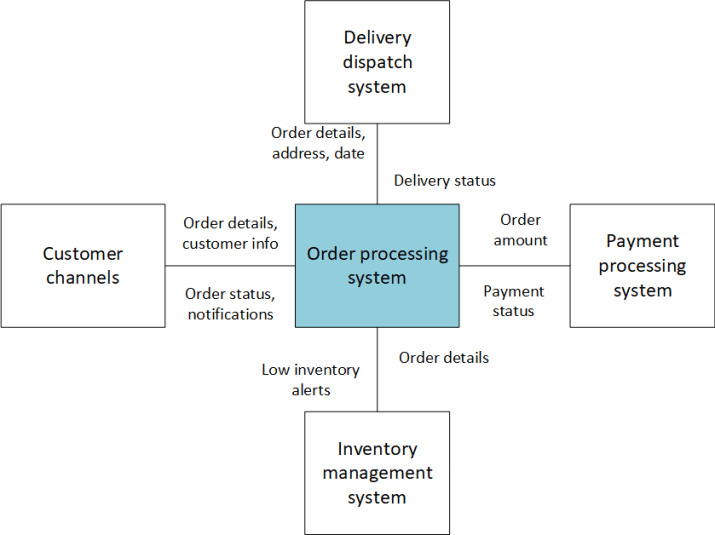 Delivery
dispatch
system
Order details,
address, date
Delivery status
Customer
channels
Order details,
customer info
Order status,
notifications
Order processing
system
Order
amount
Payment
status
Payment
processing
system
Low inventory
alerts
Order details
Inventory
management
system